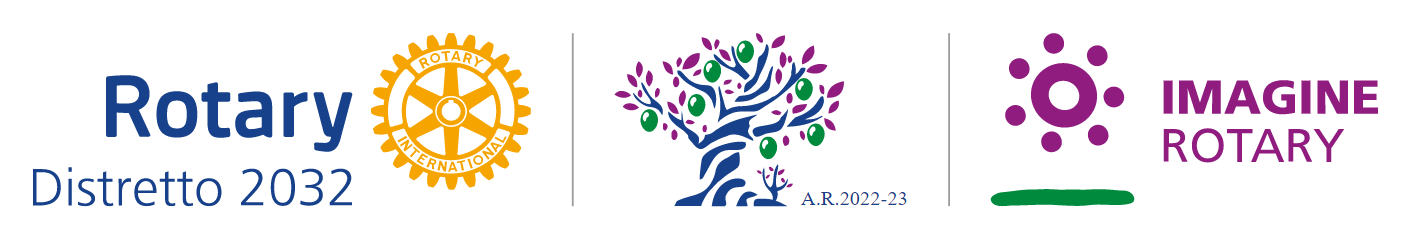 Rotary
Distretto 2032
ROTARY
INTERNATIONAL
A.R.2022-23
IMAGINE
ROTARY